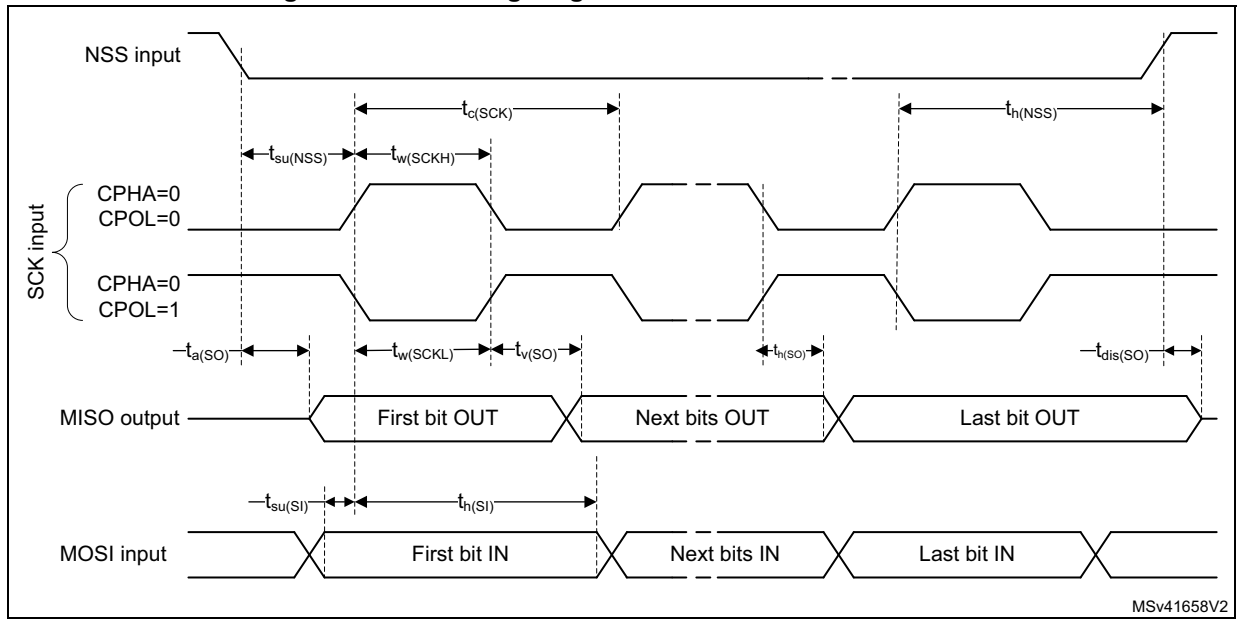 NSS input
tc(SCK)
th(NSS)
tsu(NSS)
tw(SCKH)
SCK input
CPHA=0
CPOL=0
CPHA=0
CPOL=1
ta(SO)
tw(SCKL)
tv(SO)
th(SO)
tdis(SO)
MISO output
First bit OUT
Next bits OUT
Last bit OUT
tsu(SI)
th(SI)
MOSI input
First bit IN
Next bits IN
Last bit IN
MSv41658V2